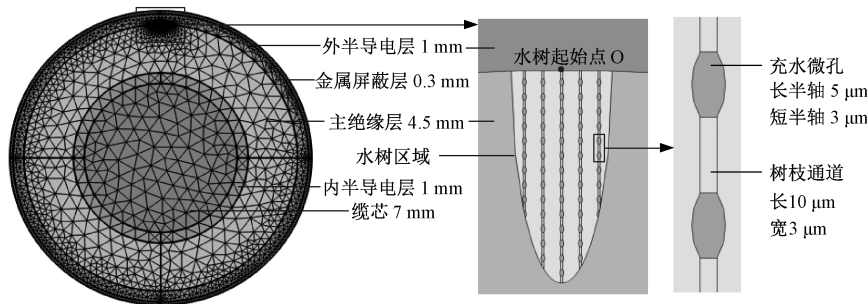 外半导电层 1 mm
金属屏蔽层 0.3 mm
主绝缘层 4.5 mm
水树区域
内半导电层 1 mm
缆芯 7 mm
水树起始点 O
充水微孔
长半轴 5 μm
短半轴 3 μm
树枝通道
长10 μm
宽3 μm